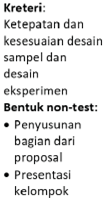 Kreteri:
Ketepatan dan
kesesuaian desain
sampel dan
desain
eksperimen
Bentuk non-test:
• Penyusunan
bagian dari
proposal
• Presentasi
kelompok